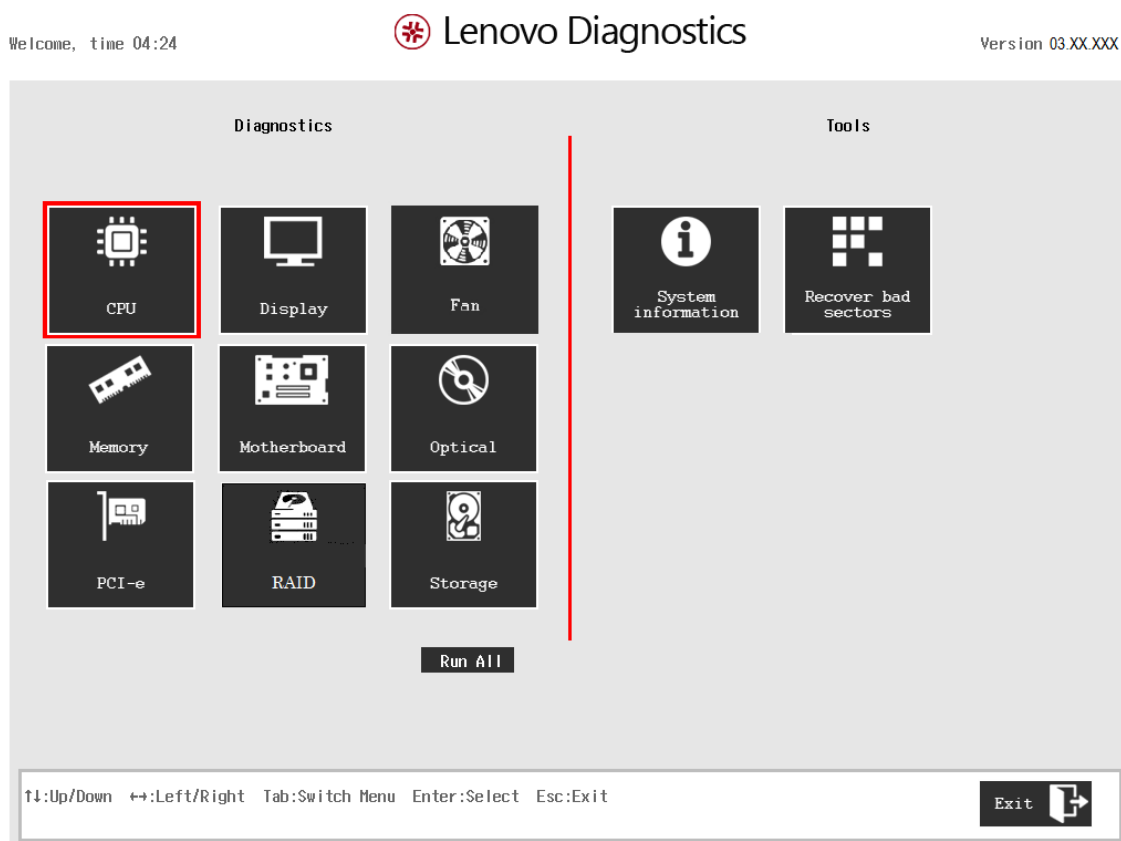 Lenovo Diagnostics
Welcome, time 04:24
Version 03.XX.XXX
Diagnostics
Tools
CPU
Display
Fan
System
information
Recover bad
sectors
Memory
Motherboard
Optical
PCI-e
RAID
Storage
Run All
↑↓:Up/Down ←→:Left/Right Tab:Switch Menu Enter:Select Esc:Exit
Exit